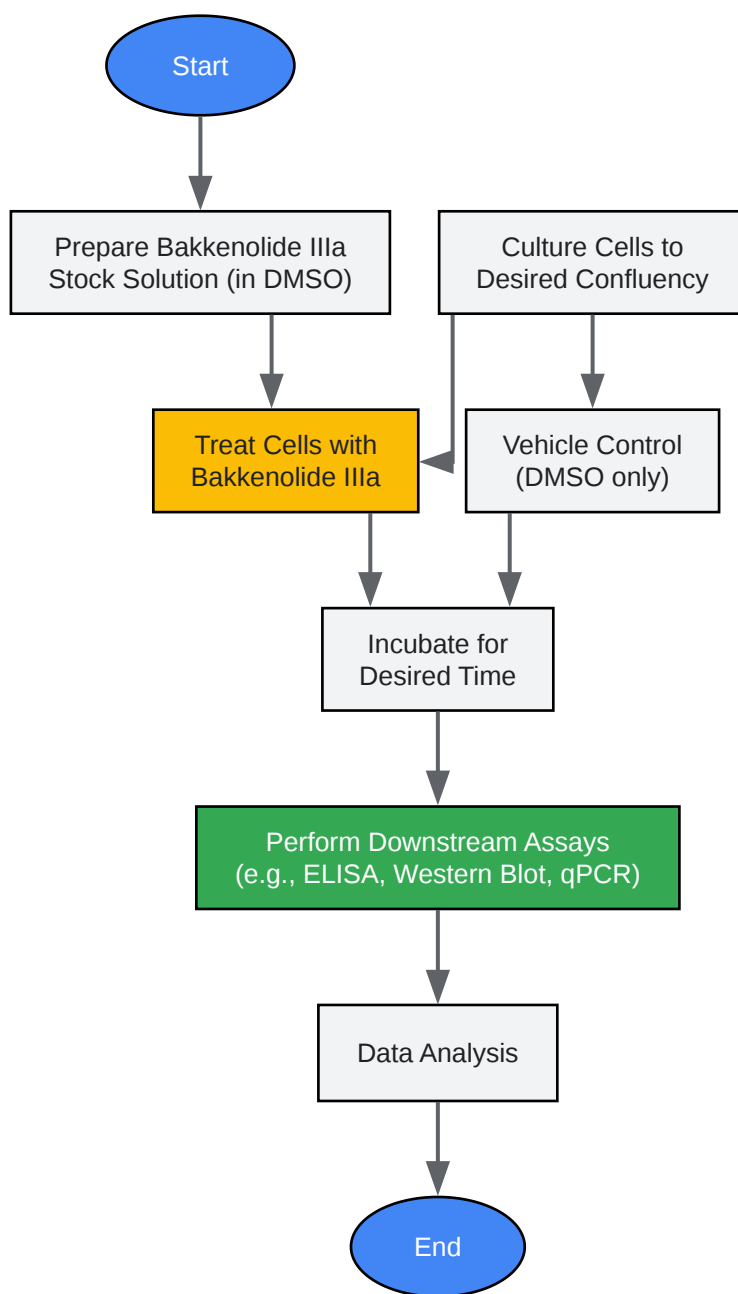 Start
Prepare Bakkenolide IIIa
Stock Solution (in DMSO)
Culture Cells to
Desired Confluency
Treat Cells with
Bakkenolide IIIa
Vehicle Control
(DMSO only)
Incubate for
Desired Time
Perform Downstream Assays
(e.g., ELISA, Western Blot, qPCR)
Data Analysis
End